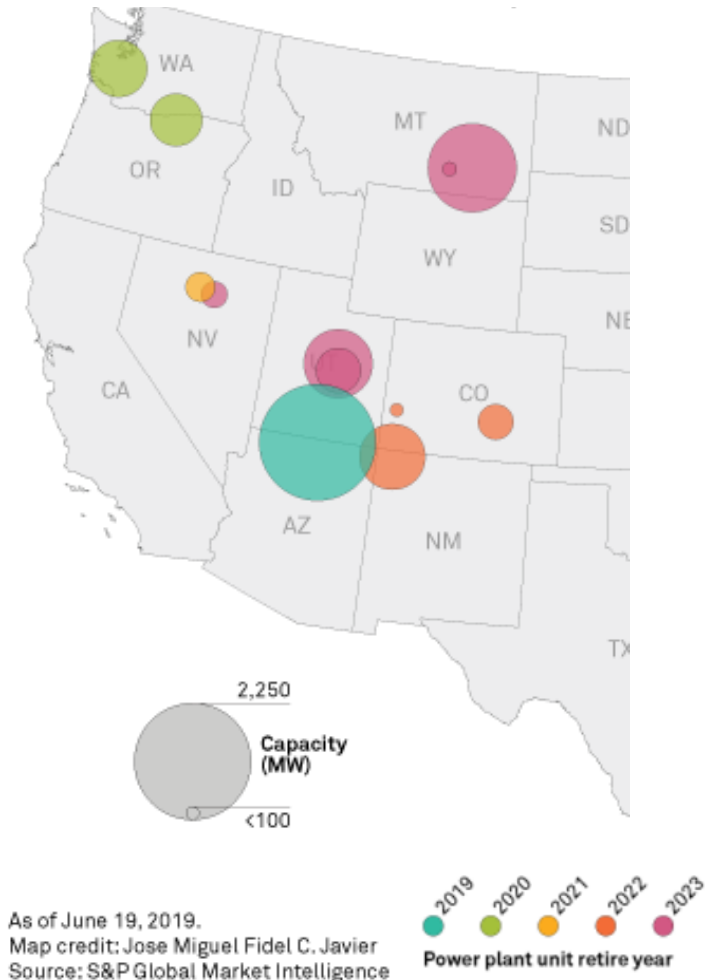 WA
MT
ND
OR
ID
SD
WY
NE
NV
CO
CA
AZ
NM
TX
2,250
Capacity
(MW)
<100
2019
2020
2021
2022
2023
As of June 19, 2019.
Map credit: Jose Miguel Fidel C. Javier
Source: S&P Global Market Intelligence
Power plant unit retire year